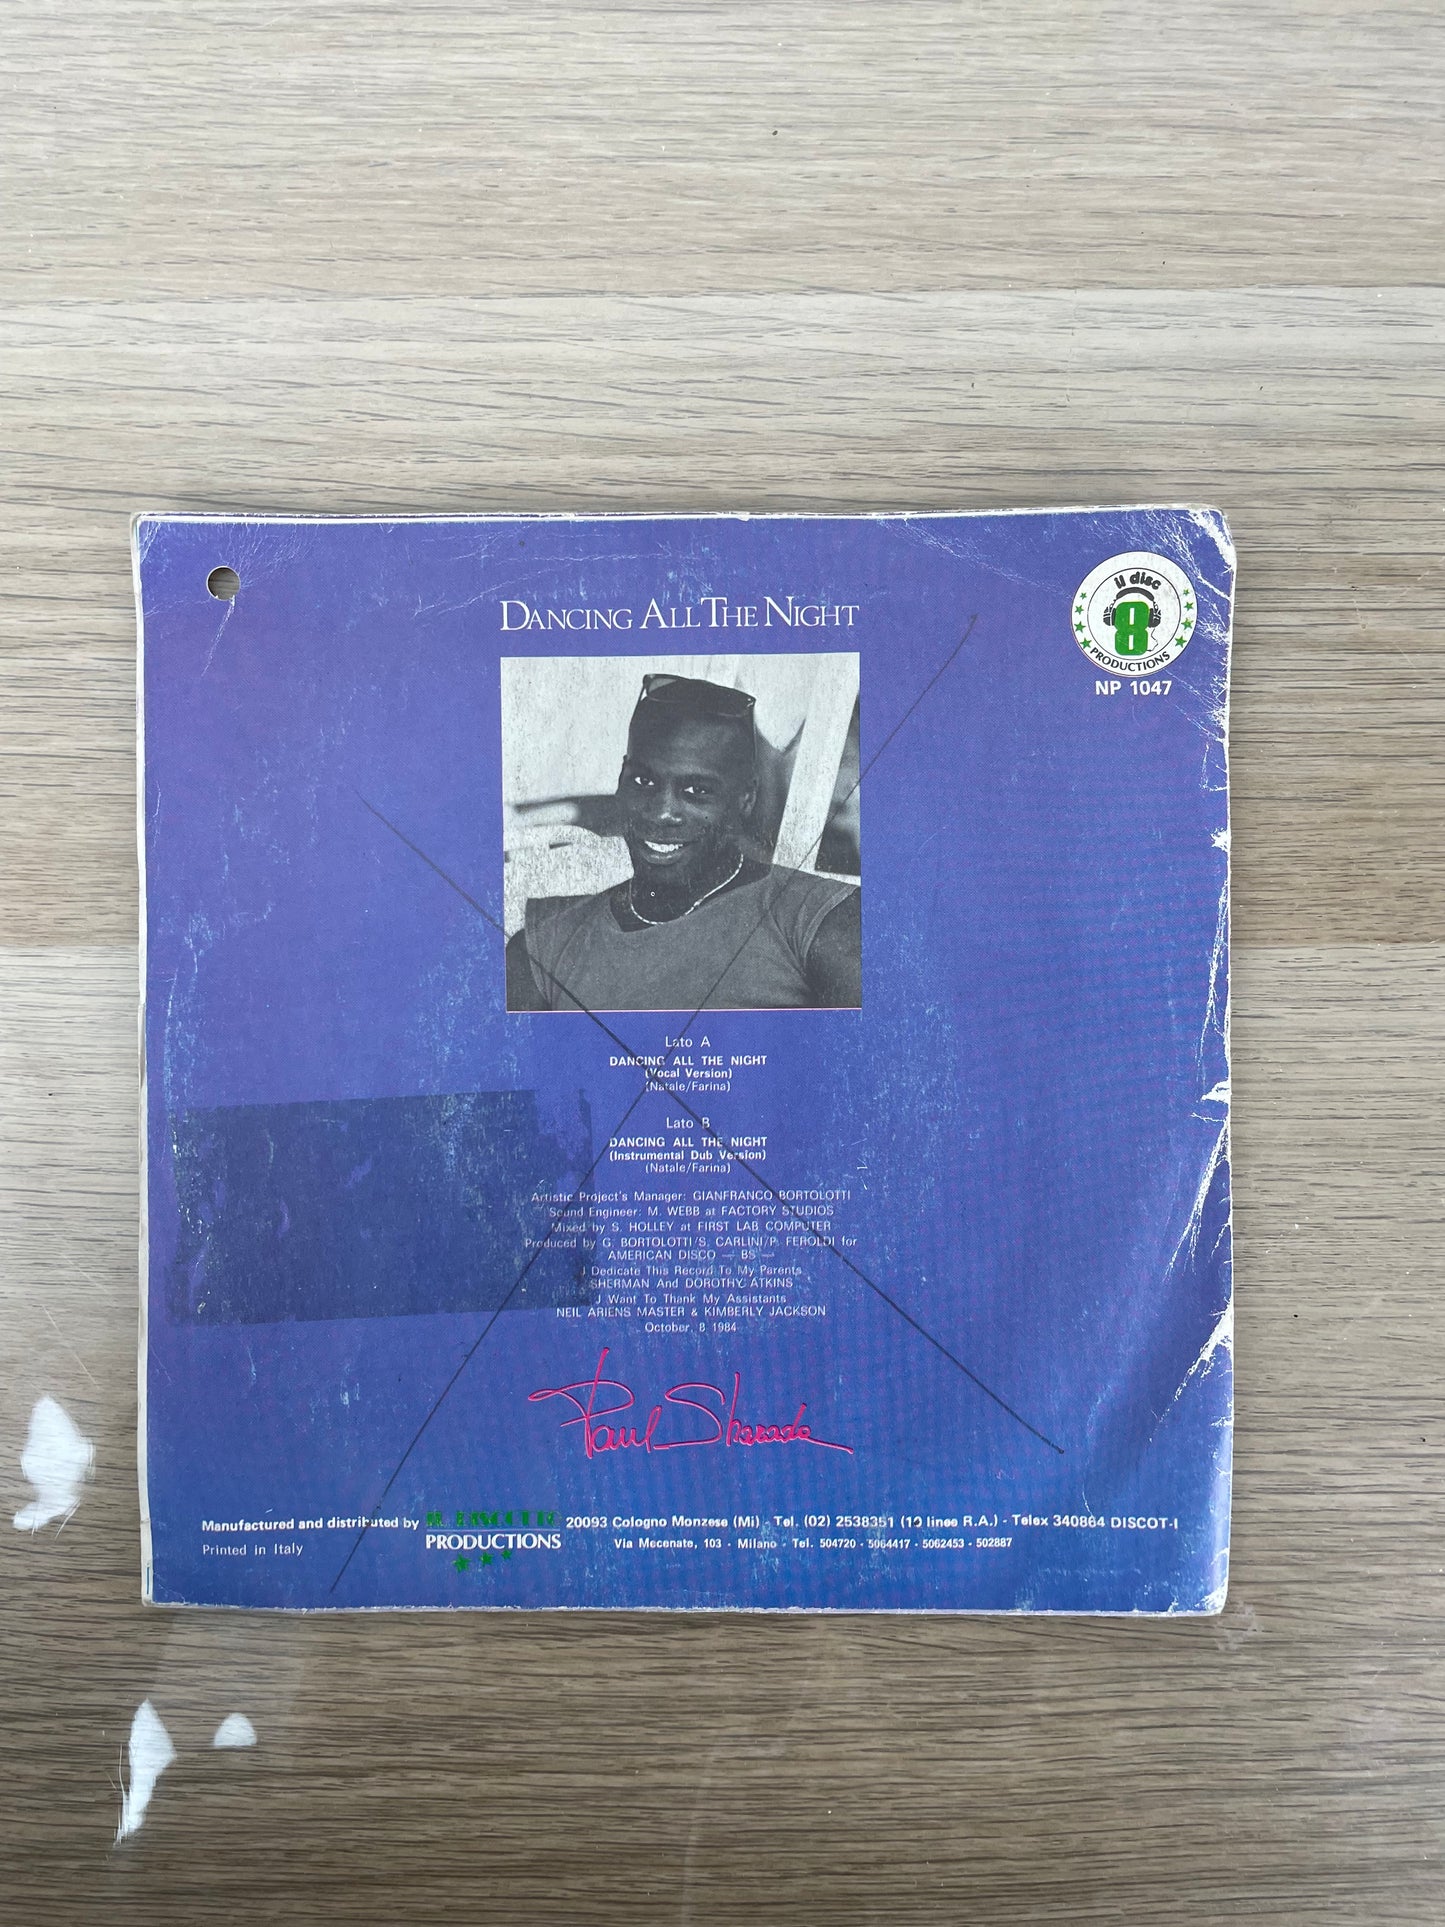 il disc
8
PRODUCTIONS
NP 1047
DANCING ALL THE NIGHT
Lato A
DANCING ALL THE NIGHT
(Vocal Version)
(Natale/Farina)
Lato B
DANCING ALL THE NIGHT
(Instrumental Dub Version)
(Natale/Farina)
Artistic Project's Manager: GIANFRANCO BORTOLOTTI
Sound Engineer: M. WEBB at FACTORY STUDIOS
Mixed by S. HOLLEY at FIRST LAB COMPUTER
Produced by G. BORTOLOTTI/S. CARLINI/P. FEROLDI for
AMERICAN DISCO — BS —
I Dedicate This Record To My Parents
SHERMAN And DOROTHY ATKINS
I Want To Thank My Assistants
NEIL ARIENS MASTER & KIMBERLY JACKSON
October, 8 1984
Paul Sharada
Manufactured and distributed by IL DISCOTTO 20093 Cologno Monzese (Mi) - Tel. (02) 2538351 (10 linee R.A.) - Telex 340864 DISCOT-I
Printed in Italy PRODUCTIONS Via Mecenate, 103 - Milano - Tel. 504720 - 5064417 - 5062453 - 502887